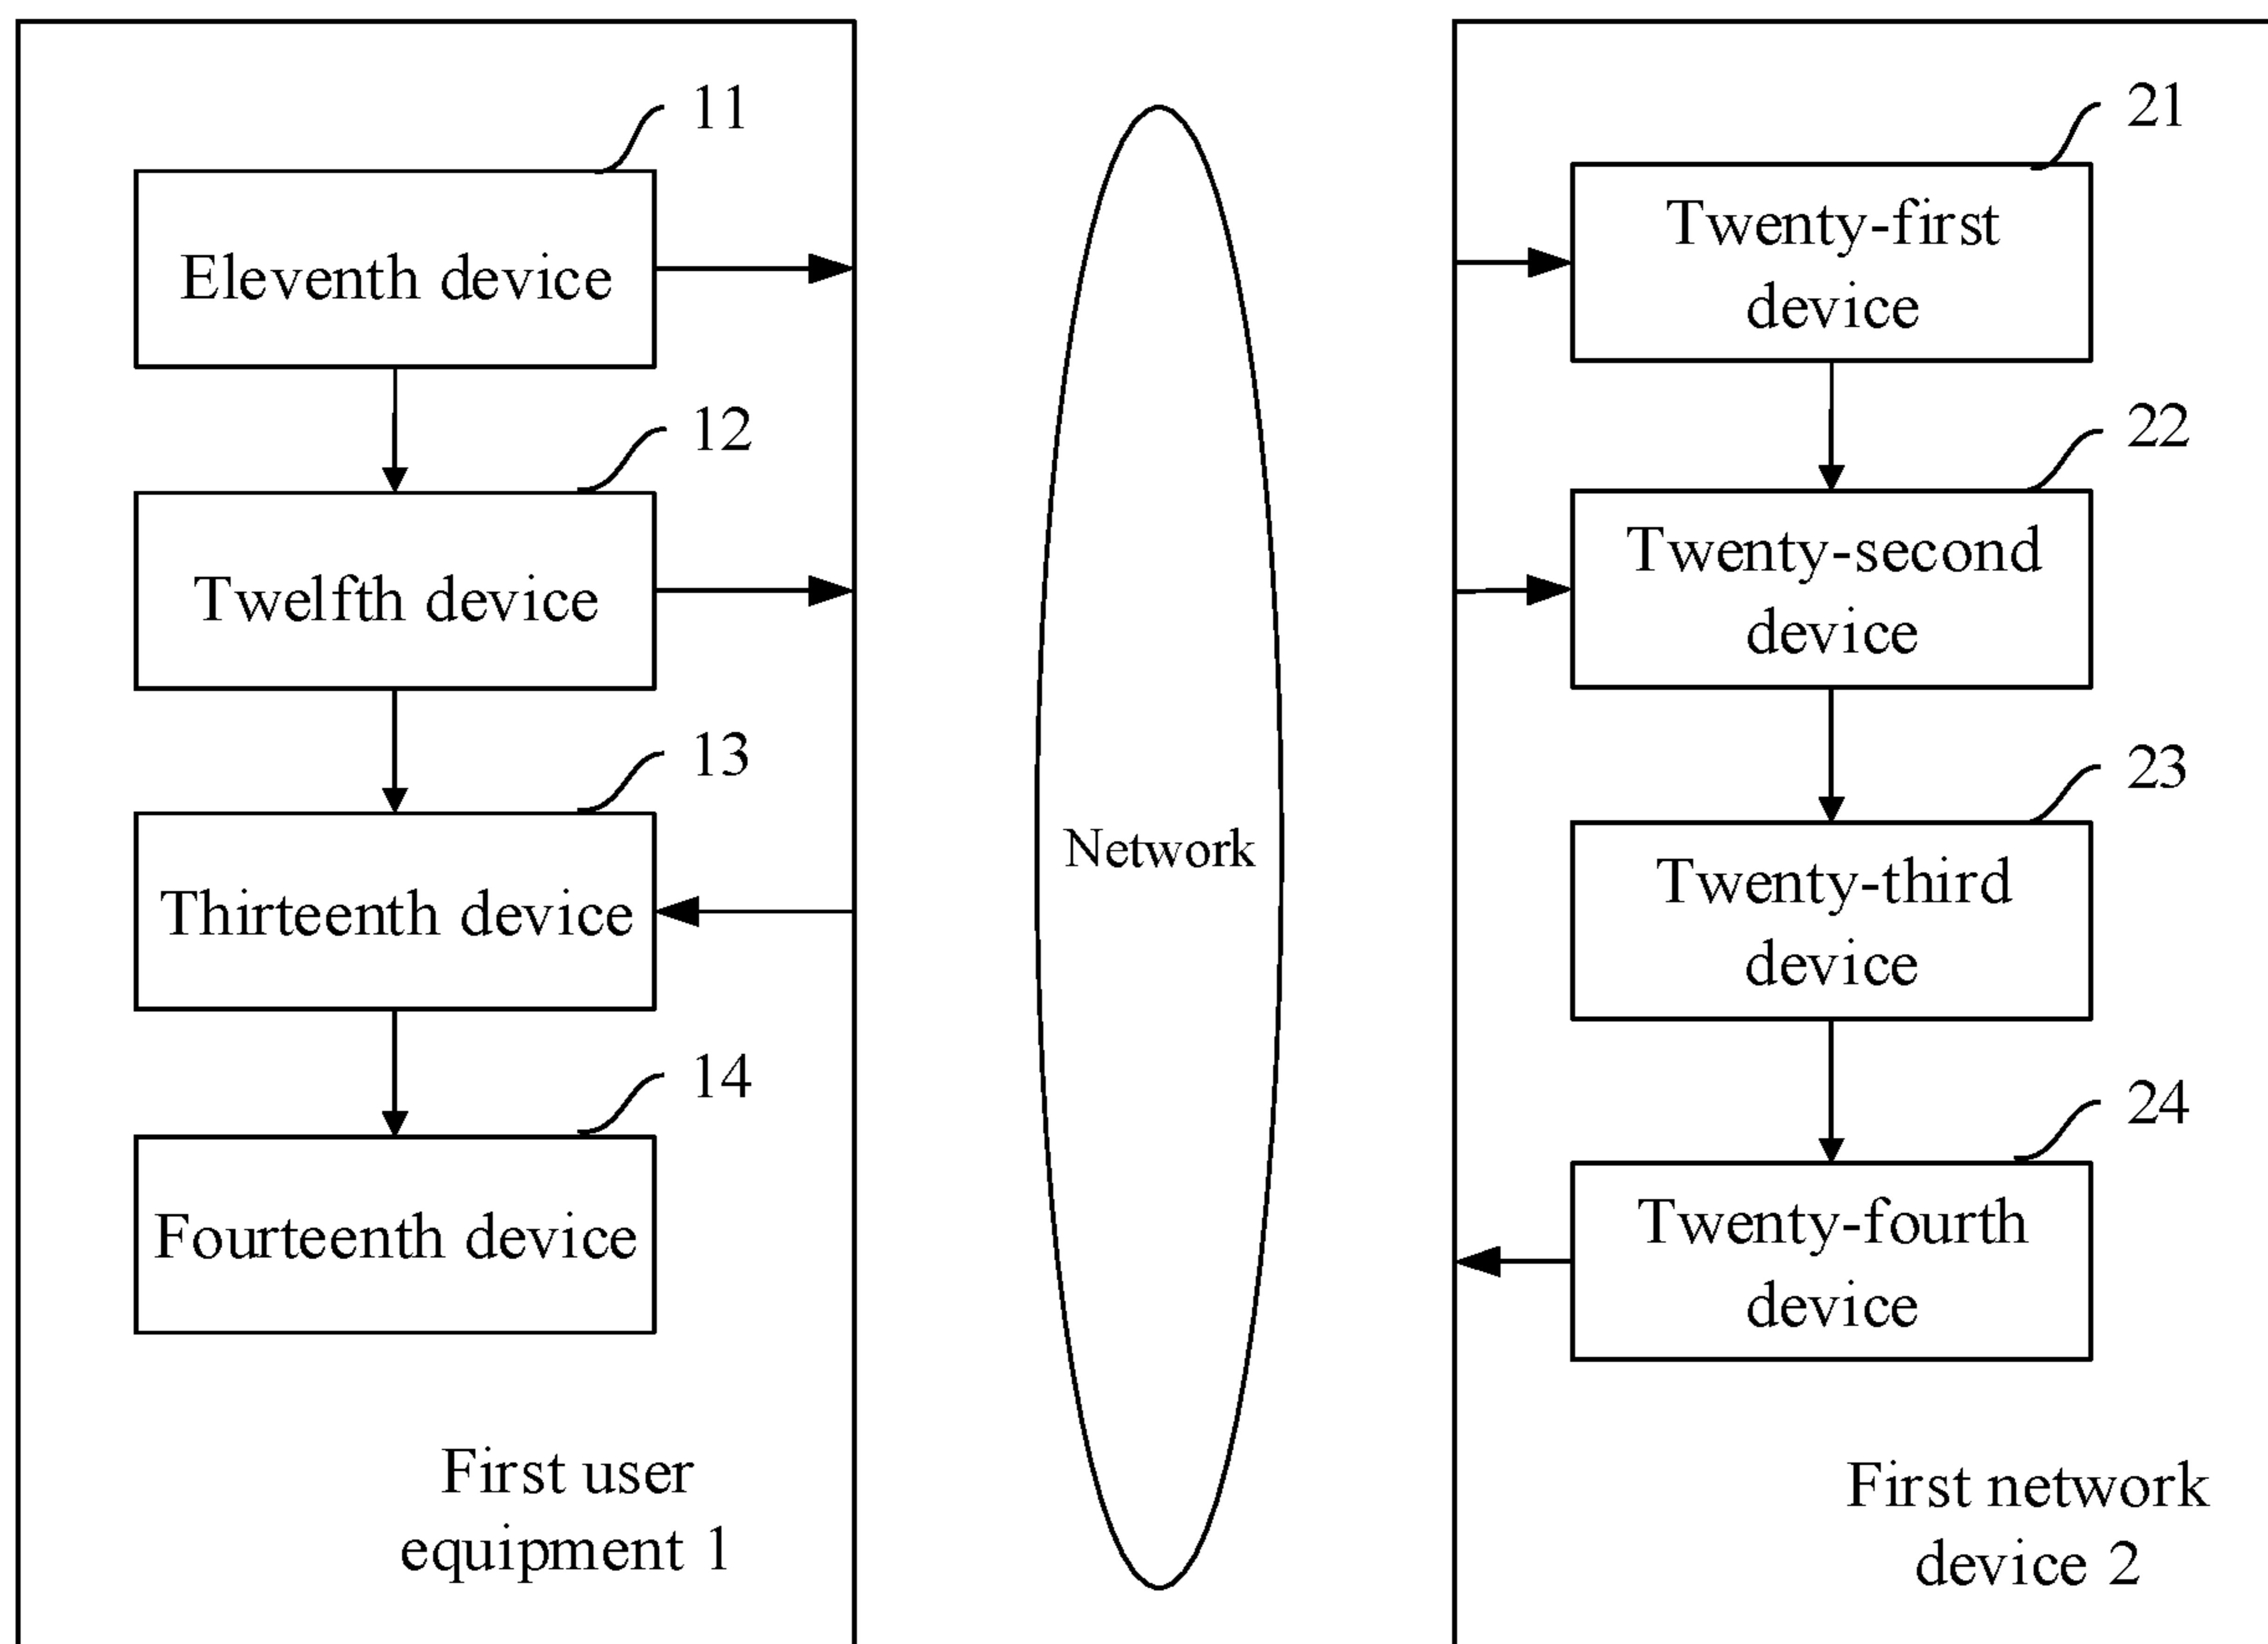 11
Eleventh device
12
Twelfth device
13
Thirteenth device
14
Fourteenth device
First user
equipment 1
Network
21
Twenty-first
device
22
Twenty-second
device
23
Twenty-third
device
24
Twenty-fourth
device
First network
device 2